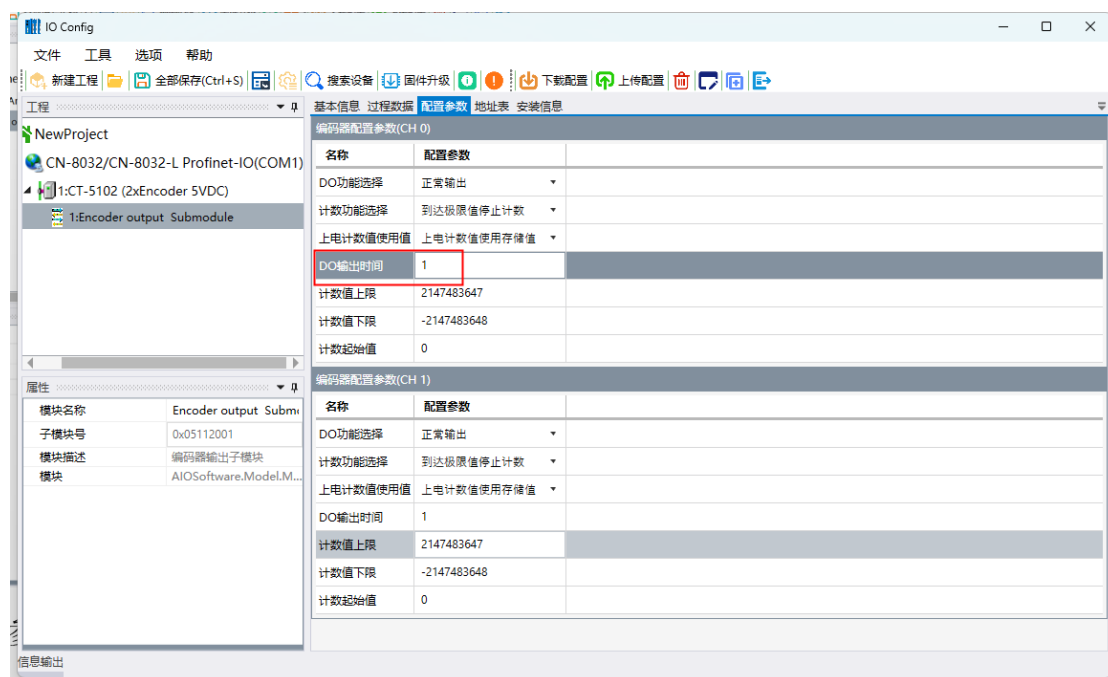 IO Config
文件 工具 选项 帮助
新建工程 全部保存(Ctrl+S) 搜索设备 固件升级 下载配置 上传配置
工程
基本信息 过程数据 配置参数 地址表 安装信息
NewProject
CN-8032/CN-8032-L Profinet-IO(COM1)
1:CT-5102 (2xEncoder 5VDC)
1:Encoder output Submodule
编码器配置参数(CH 0)
名称 配置参数
DO功能选择 正常输出
计数功能选择 到达极限值停止计数
上电计数值使用值 上电计数值使用存储值
DO输出时间 1
计数值上限 2147483647
计数值下限 -2147483648
计数起始值 0
属性
模块名称 Encoder output Subm
子模块号 0x05112001
模块描述 编码器输出子模块
模块 AIOSoftware.Model.M...
编码器配置参数(CH 1)
名称 配置参数
DO功能选择 正常输出
计数功能选择 到达极限值停止计数
上电计数值使用值 上电计数值使用存储值
DO输出时间 1
计数值上限 2147483647
计数值下限 -2147483648
计数起始值 0
信息输出